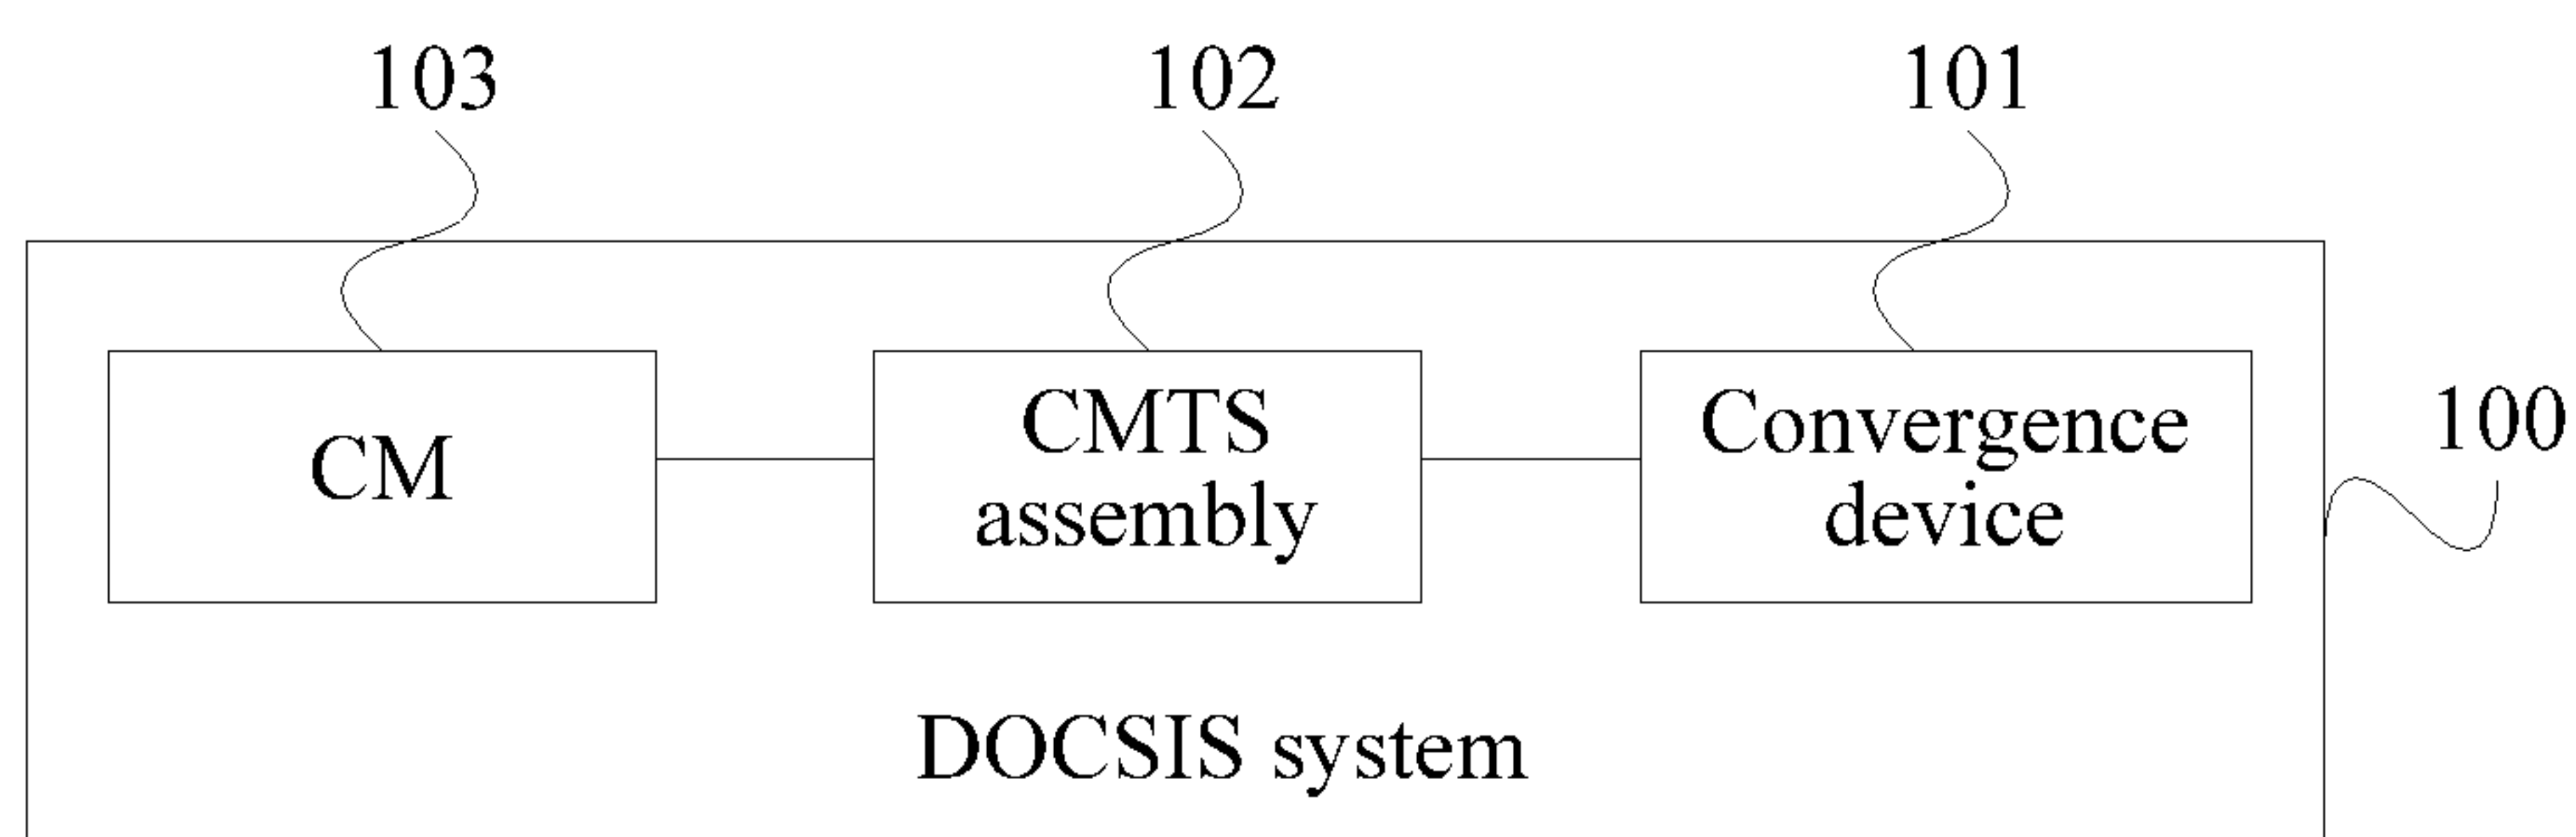 103
102
101
100
CM
CMTS
assembly
Convergence
device
DOCSIS system